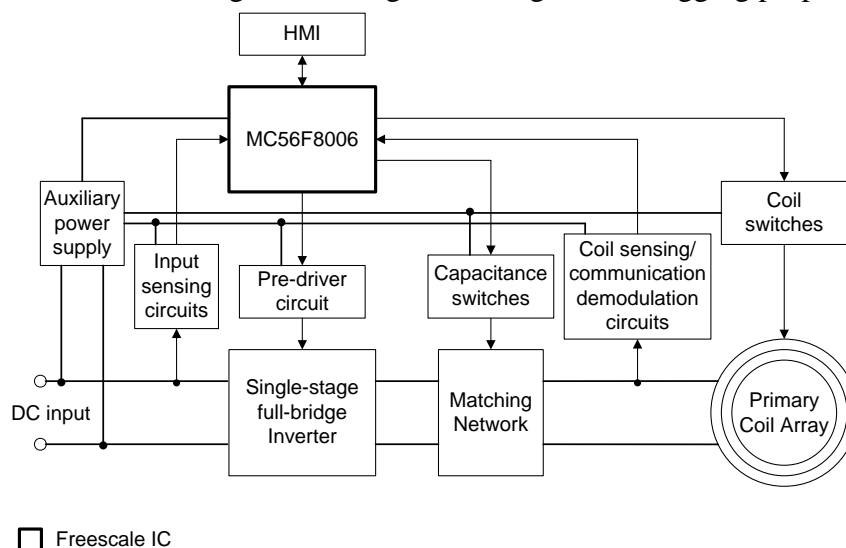 HMI
MC56F8006
Auxiliary
power
supply
Input
sensing
circuits
Pre-driver
circuit
Capacitance
switches
Coil sensing/
communication
demodulation
circuits
Coil
switches
DC input
Single-stage
full-bridge
Inverter
Matching
Network
Primary
Coil Array
Freescale IC